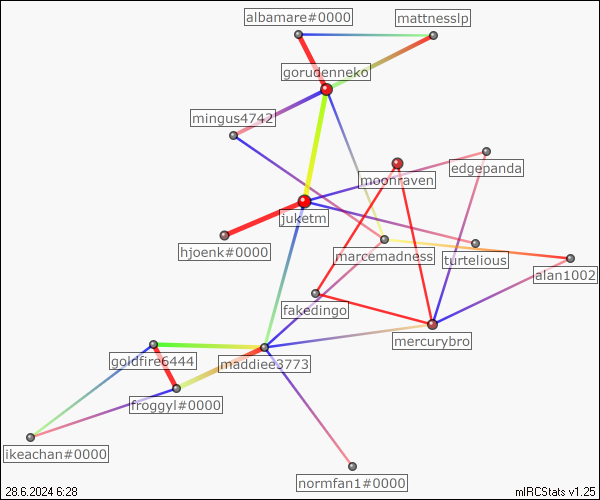 albamare#0000
mattnesslp
gorudenneko
mingus4742
edgepanda
moonraven
juketm
hjoenk#0000
marcemadness
turtelious
alan1002
fakedingo
mercurybro
goldfire6444
maddiee3773
froggyl#0000
ikeachan#0000
normfan1#0000
28.6.2024 6:28
mIRCStats v1.25